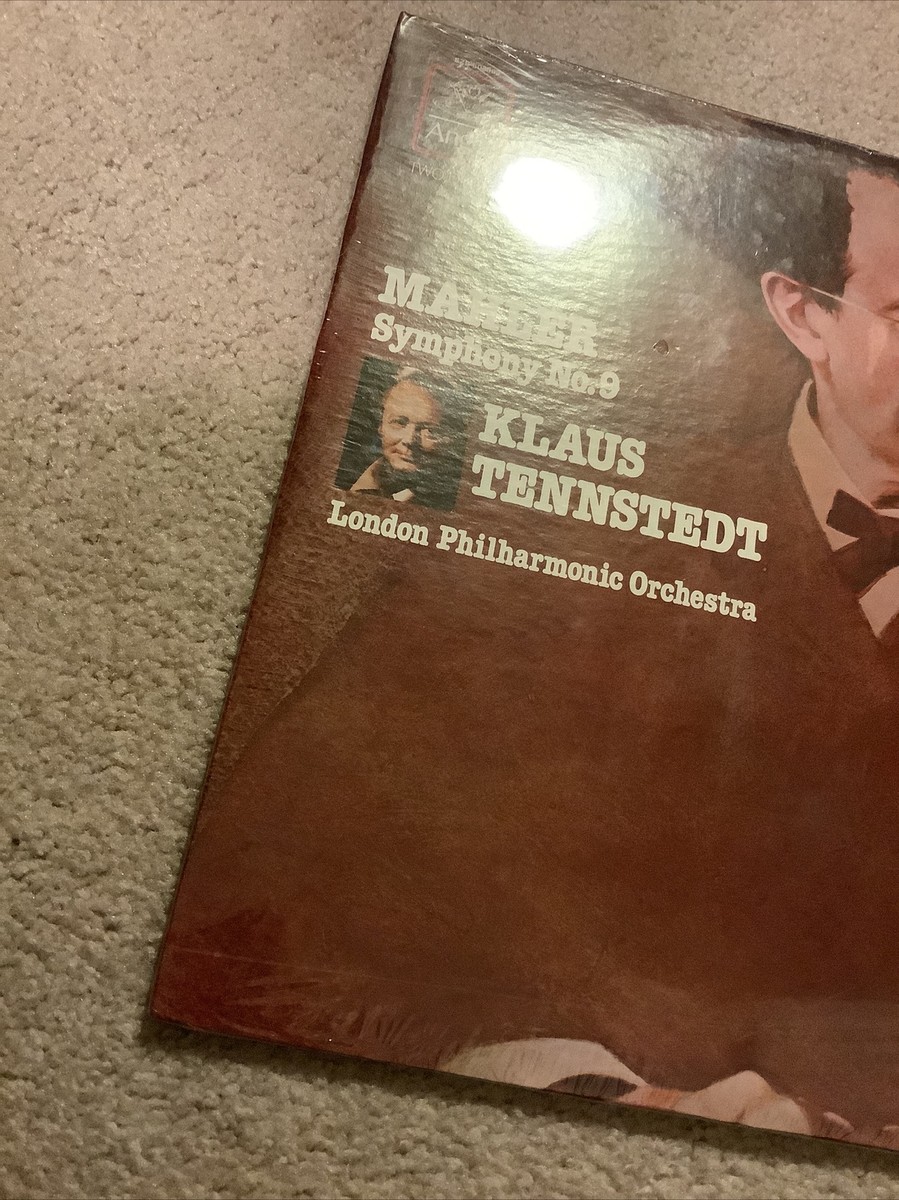 MAHLER
Symphony No.9
KLAUS
TENNSTEDT
London Philharmonic Orchestra